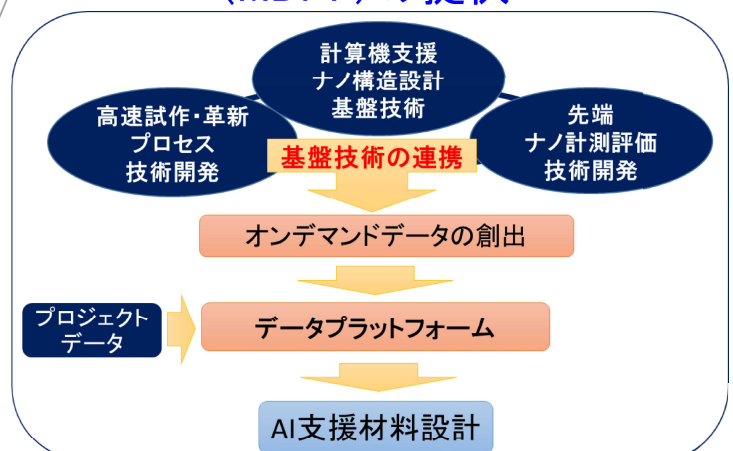 計算機支援
ナノ構造設計
基盤技術
高速試作・革新
プロセス
技術開発
先端
ナノ計測評価
技術開発
基盤技術の連携
オンデマンドデータの創出
プロジェクト
データ
データプラットフォーム
AI支援材料設計